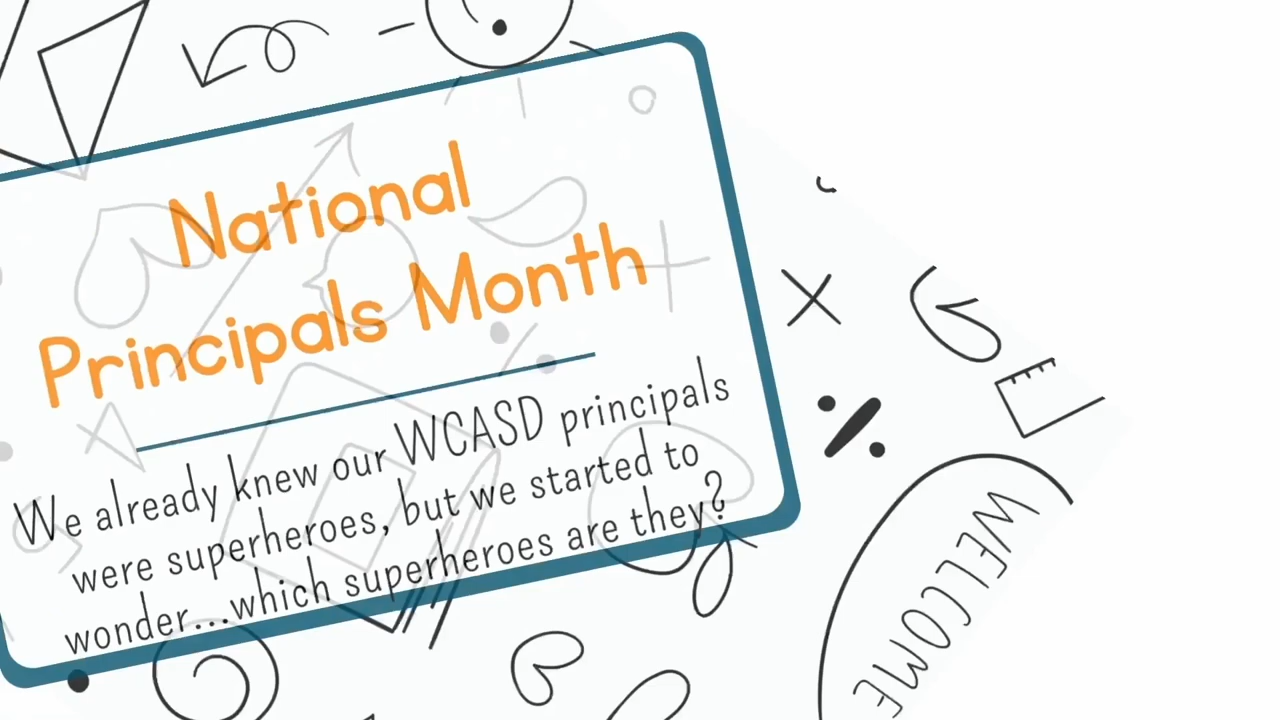 National
Principals Month
We already knew our WCASD principals
were superheroes, but we started to
wonder...which superheroes are they?
WELCOME